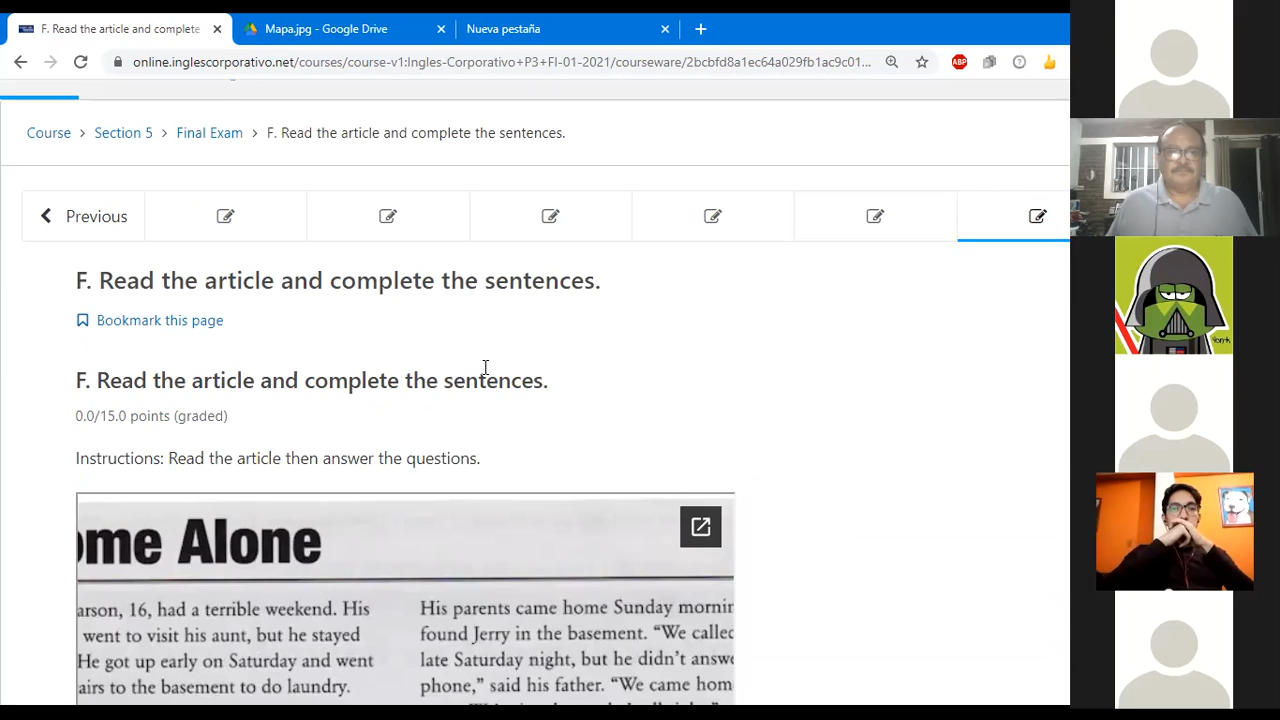 F. Read the article and complete
Mapa.jpg - Google Drive
Nueva pestaña
online.inglescorporativo.net/courses/course-v1:Ingles-Corporativo+P3+FI-01-2021/courseware/2bcbfd8a1ec64a029fb1ac9c01...
ABP
Course > Section 5 > Final Exam > F. Read the article and complete the sentences.
Previous
F. Read the article and complete the sentences.
Bookmark this page
F. Read the article and complete the sentences.
0.0/15.0 points (graded)
Instructions: Read the article then answer the questions.
ome Alone
arson, 16, had a terrible weekend. His
went to visit his aunt, but he stayed
He got up early on Saturday and went
airs to the basement to do laundry.
His parents came home Sunday mornin
found Jerry in the basement. “We called
late Saturday night, but he didn’t answe
phone,” said his father. “We came hom